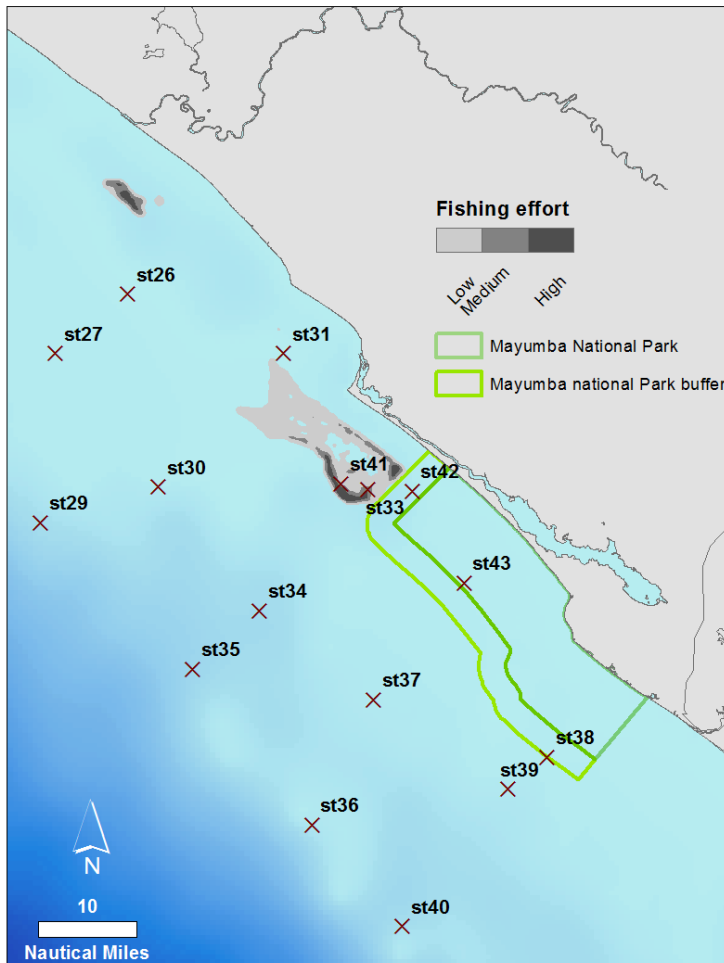 Fishing effort
Low
Medium
High
Mayumba National Park
Mayumba national Park buffer
st26
st27
st31
st41
st42
st30
st33
st29
st43
st34
st35
st37
st38
st39
st36
st40
N
10
Nautical Miles